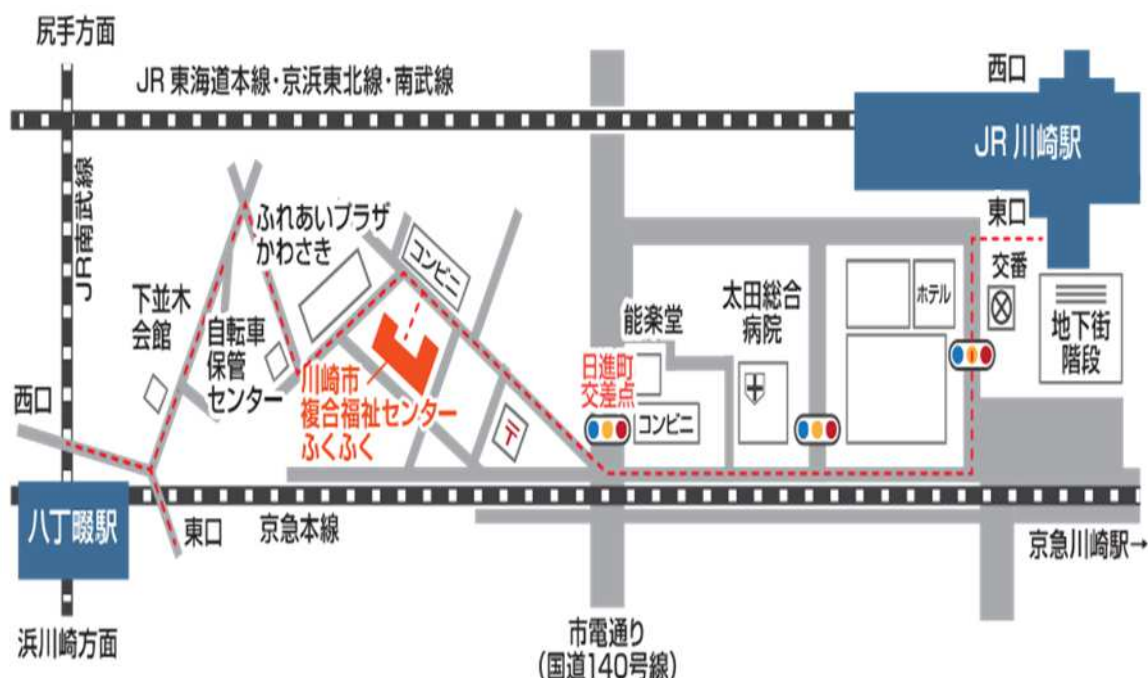 尻手方面
JR東海道本線・京浜東北線・南武線
西口
JR川崎駅
東口
JR南武線
ふれあいプラザ
かわさき
コンビニ
交番
ホテル
地下街
階段
太田総合
病院
能楽堂
下並木
会館
自転車
保管
センター
日進町
交差点
コンビニ
川崎市
複合福祉センター
ふくふく
〒
西口
八丁畷駅
東口
京急本線
京急川崎駅→
浜川崎方面
市電通り
(国道140号線)